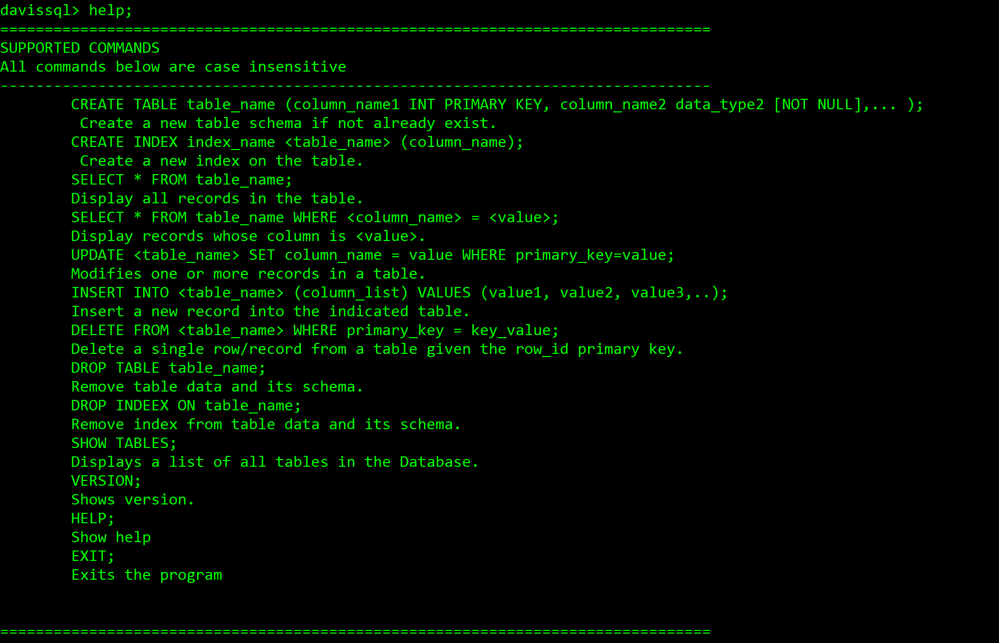 davissql> help;
================================================================================
SUPPORTED COMMANDS
All commands below are case insensitive
--------------------------------------------------------------------------------
        CREATE TABLE table_name (column_name1 INT PRIMARY KEY, column_name2 data_type2 [NOT NULL],... );
         Create a new table schema if not already exist.
        CREATE INDEX index_name <table_name> (column_name);
         Create a new index on the table.
        SELECT * FROM table_name;
        Display all records in the table.
        SELECT * FROM table_name WHERE <column_name> = <value>;
        Display records whose column is <value>.
        UPDATE <table_name> SET column_name = value WHERE primary_key=value;
        Modifies one or more records in a table.
        INSERT INTO <table_name> (column_list) VALUES (value1, value2, value3,..);
        Insert a new record into the indicated table.
        DELETE FROM <table_name> WHERE primary_key = key_value;
        Delete a single row/record from a table given the row_id primary key.
        DROP TABLE table_name;
        Remove table data and its schema.
        DROP INDEEX ON table_name;
        Remove index from table data and its schema.
        SHOW TABLES;
        Displays a list of all tables in the Database.
        VERSION;
        Shows version.
        HELP;
        Show help
        EXIT;
        Exits the program
================================================================================